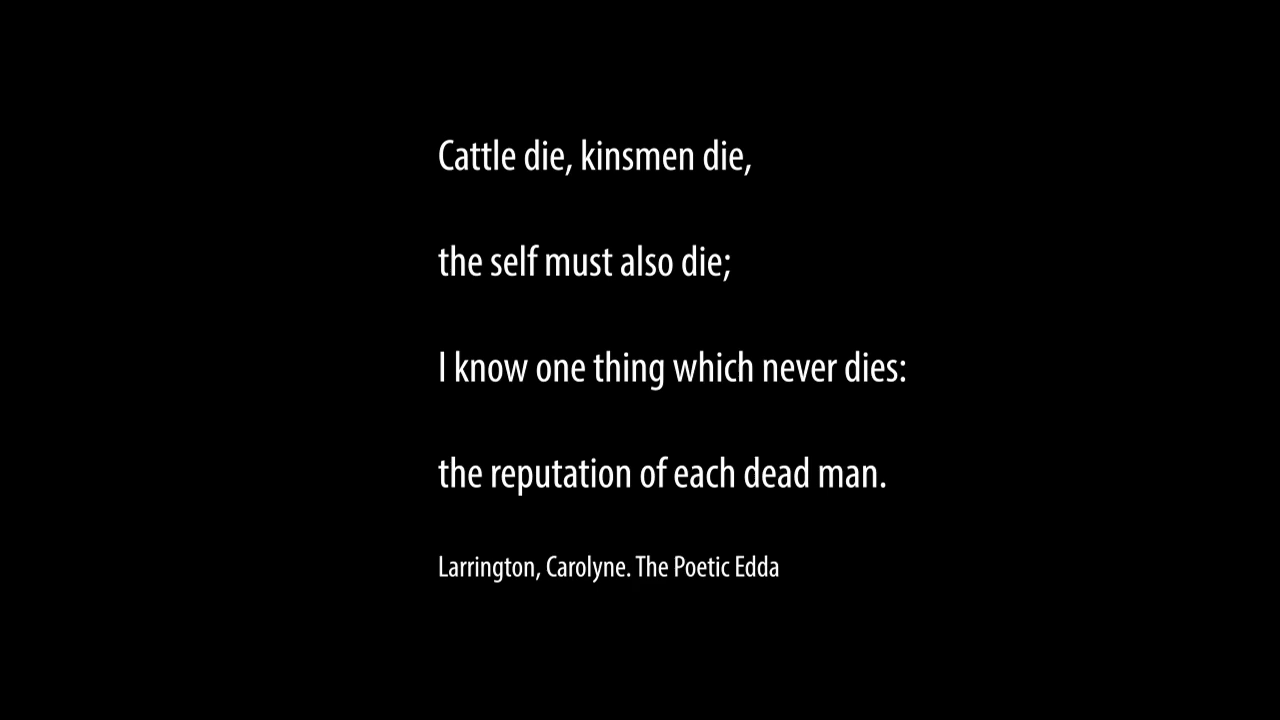 Cattle die, kinsmen die,
the self must also die;
I know one thing which never dies:
the reputation of each dead man.
Larrington, Carolyne. The Poetic Edda